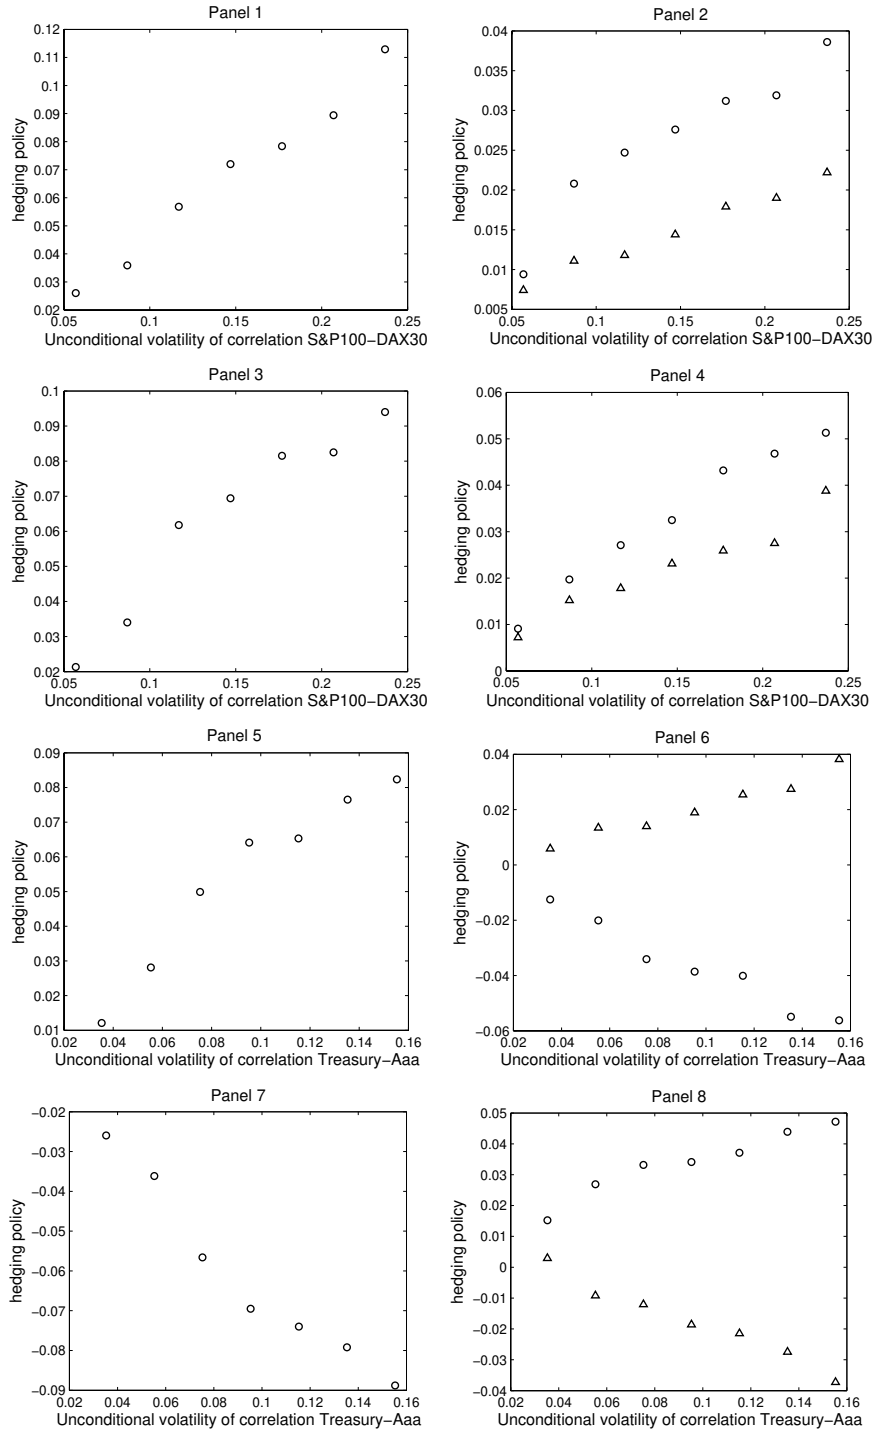 Panel 1
0.12
0.11
0.1
0.09
0.08
0.07
0.06
0.05
0.04
0.03
0.02
hedging policy
0.05 0.1 0.15 0.2 0.25
Unconditional volatility of correlation S&P100−DAX30
Panel 2
0.04
0.035
0.03
0.025
0.02
0.015
0.01
0.005
hedging policy
0.05 0.1 0.15 0.2 0.25
Unconditional volatility of correlation S&P100−DAX30
Panel 3
0.1
0.09
0.08
0.07
0.06
0.05
0.04
0.03
0.02
hedging policy
0.05 0.1 0.15 0.2 0.25
Unconditional volatility of correlation S&P100−DAX30
Panel 4
0.06
0.05
0.04
0.03
0.02
0.01
0
hedging policy
0.05 0.1 0.15 0.2 0.25
Unconditional volatility of correlation S&P100−DAX30
Panel 5
0.09
0.08
0.07
0.06
0.05
0.04
0.03
0.02
0.01
hedging policy
0.02 0.04 0.06 0.08 0.1 0.12 0.14 0.16
Unconditional volatility of correlation Treasury−Aaa
Panel 6
0.04
0.02
0
−0.02
−0.04
−0.06
hedging policy
0.02 0.04 0.06 0.08 0.1 0.12 0.14 0.16
Unconditional volatility of correlation Treasury−Aaa
Panel 7
−0.02
−0.03
−0.04
−0.05
−0.06
−0.07
−0.08
−0.09
hedging policy
0.02 0.04 0.06 0.08 0.1 0.12 0.14 0.16
Unconditional volatility of correlation Treasury−Aaa
Panel 8
0.05
0.04
0.03
0.02
0.01
0
−0.01
−0.02
−0.03
−0.04
hedging policy
0.02 0.04 0.06 0.08 0.1 0.12 0.14 0.16
Unconditional volatility of correlation Treasury−Aaa